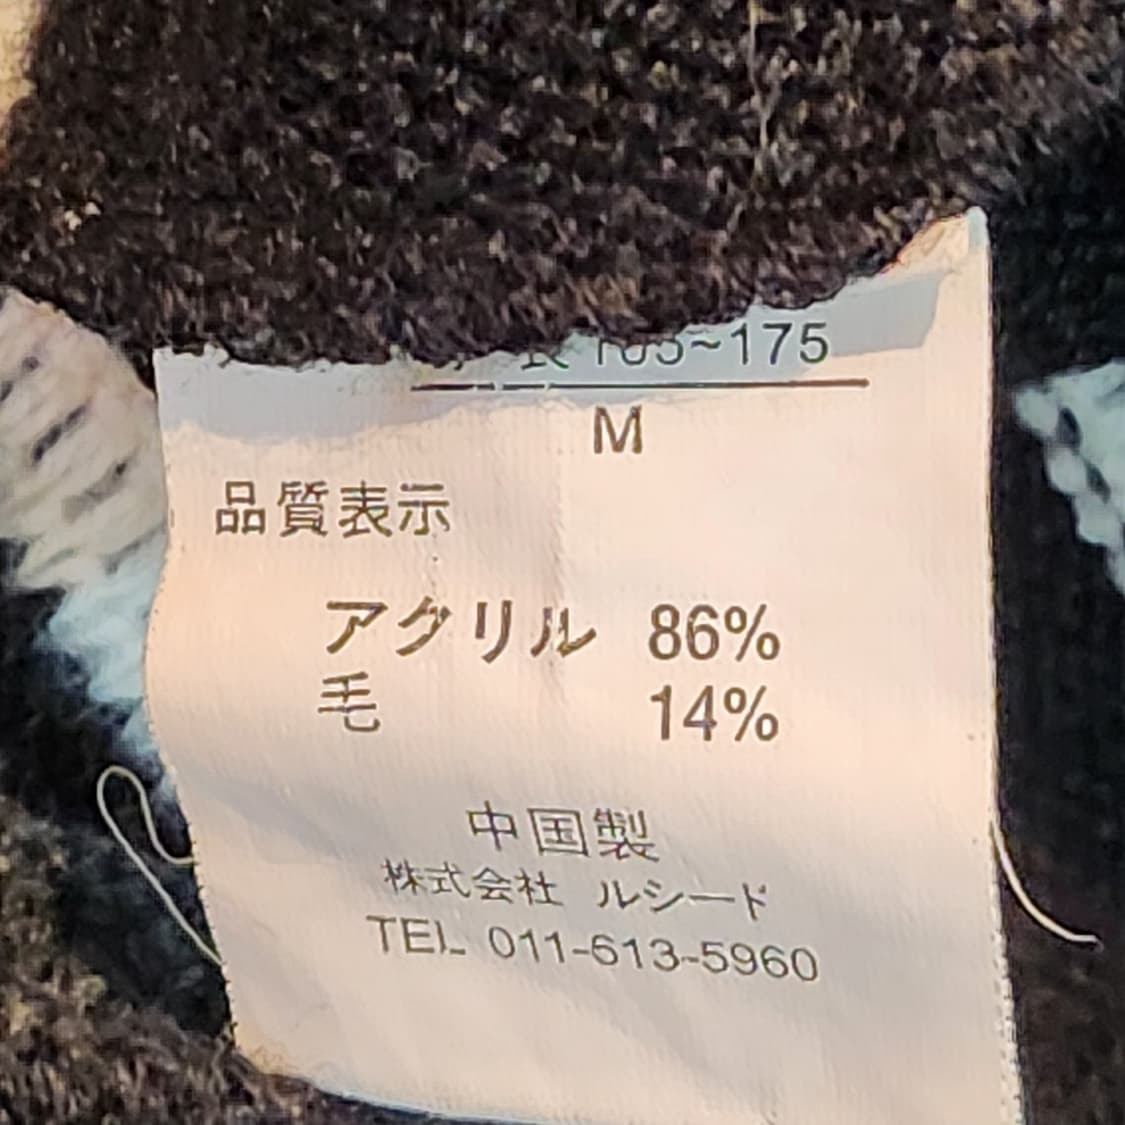 165~175
M
品質表示
アクリル 86%
毛 14%
中国製
株式会社 ルシード
TEL 011-613-5960